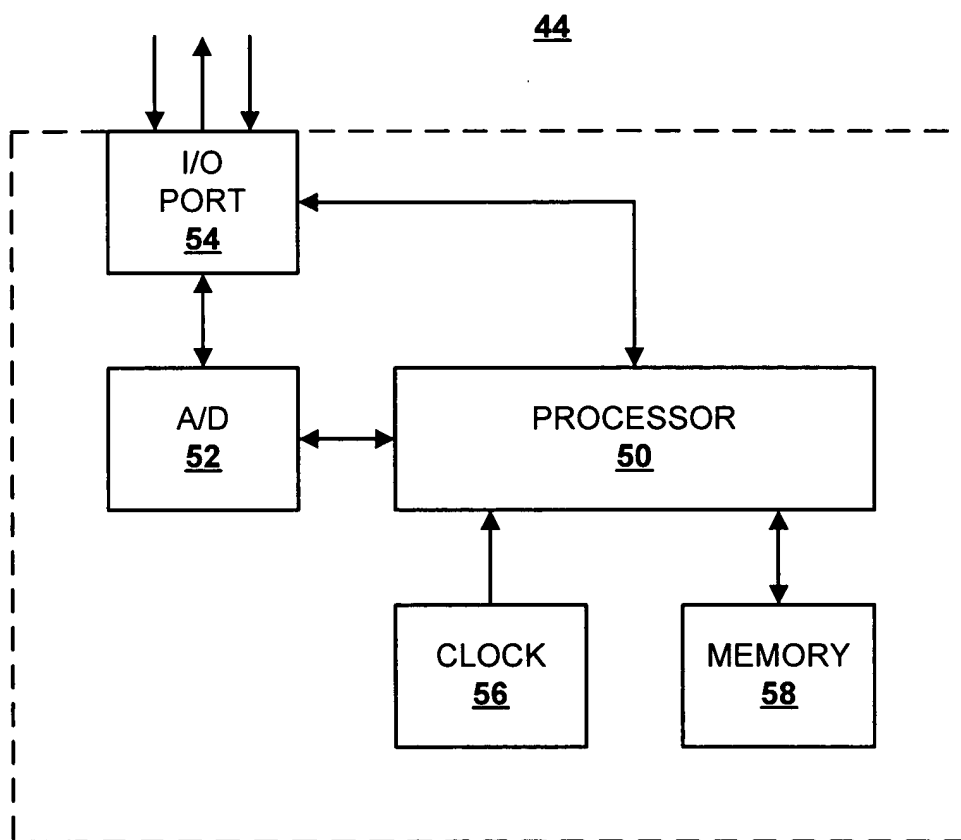 44
I/O
PORT
54
A/D
52
PROCESSOR
50
CLOCK
56
MEMORY
58